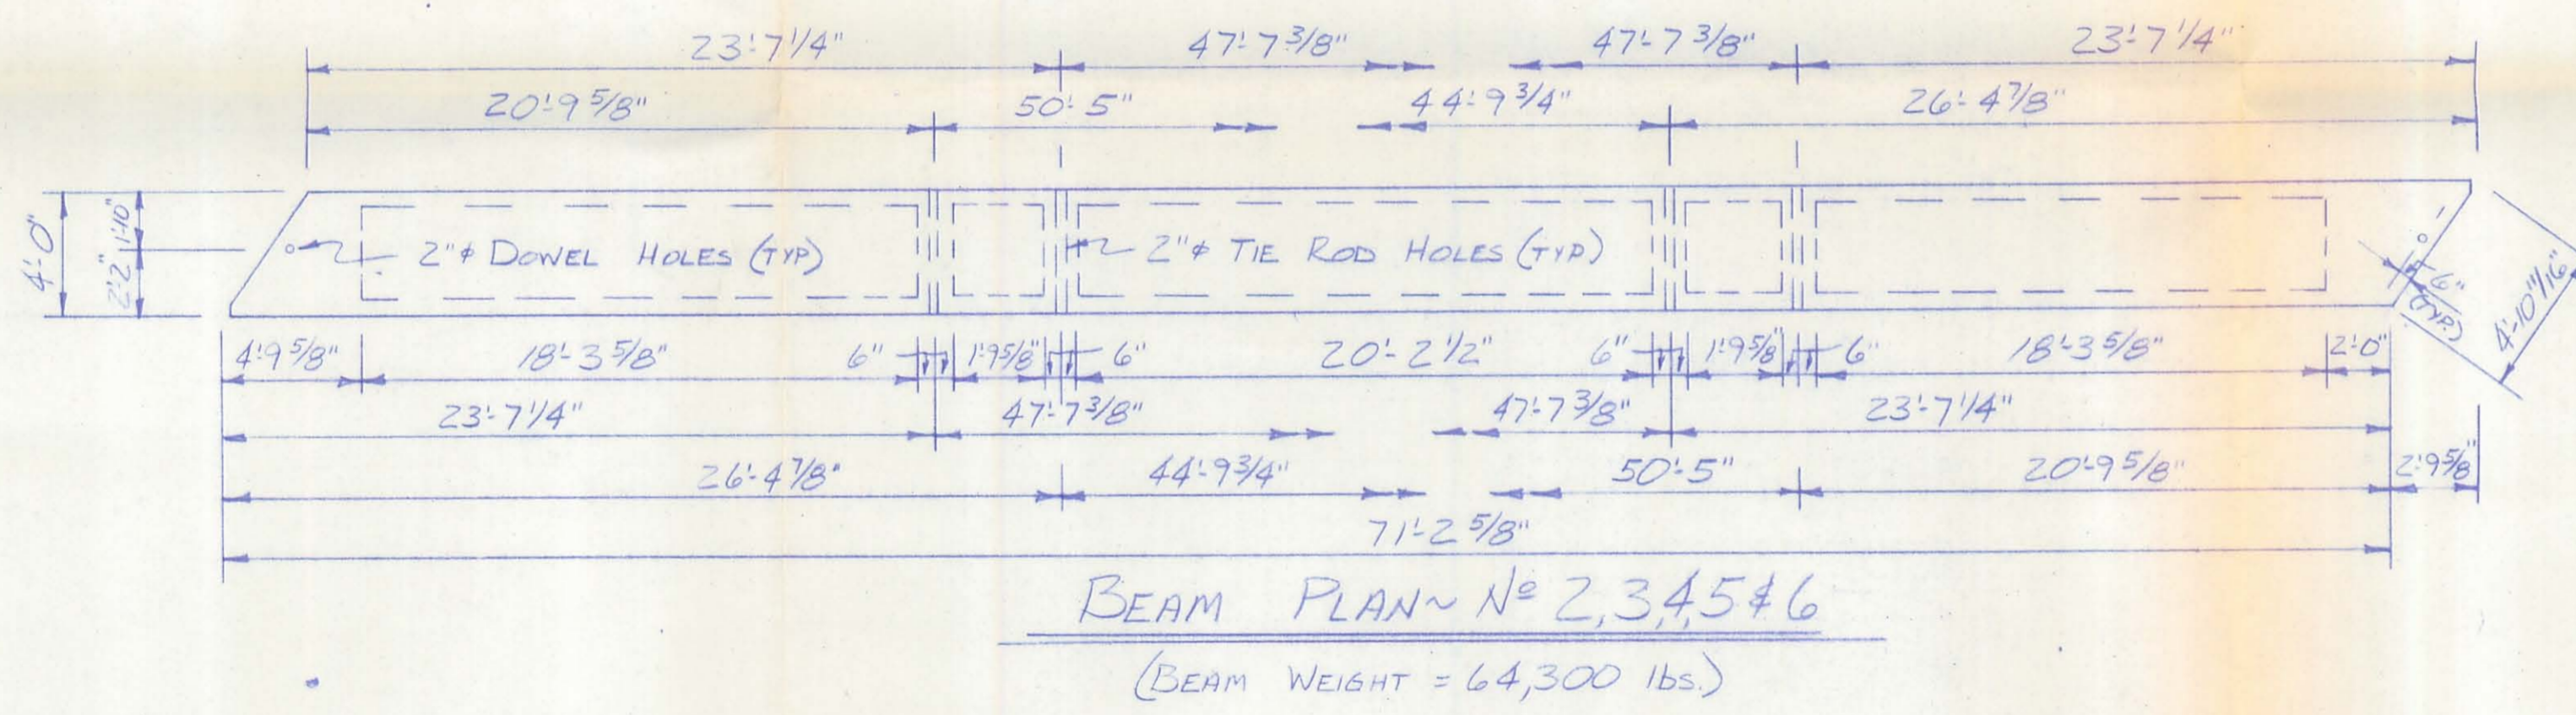 23'-7 1/4" 47'-7 3/8" 47'-7 3/8" 23'-7 1/4"
20'-9 5/8" 50'-5" 44'-9 3/4" 26'-4 7/8"
4'-0"
2'-2" 1'-10"
2"φ DOWEL HOLES (TYP)
2"φ TIE ROD HOLES (TYP)
6"
(TYP.)
4'-10 11/16"
4'-9 5/8" 18'-3 5/8" 6" 1'-9 5/8" 6" 20'-2 1/2" 6" 1'-9 5/8" 6" 18'-3 5/8" 2'-0"
23'-7 1/4" 47'-7 3/8" 47'-7 3/8" 23'-7 1/4"
26'-4 7/8" 44'-9 3/4" 50'-5" 20'-9 5/8" 2'-9 5/8"
71'-2 5/8"
BEAM PLAN~ Nº 2,3,4,5 & 6
(BEAM WEIGHT = 64,300 lbs.)